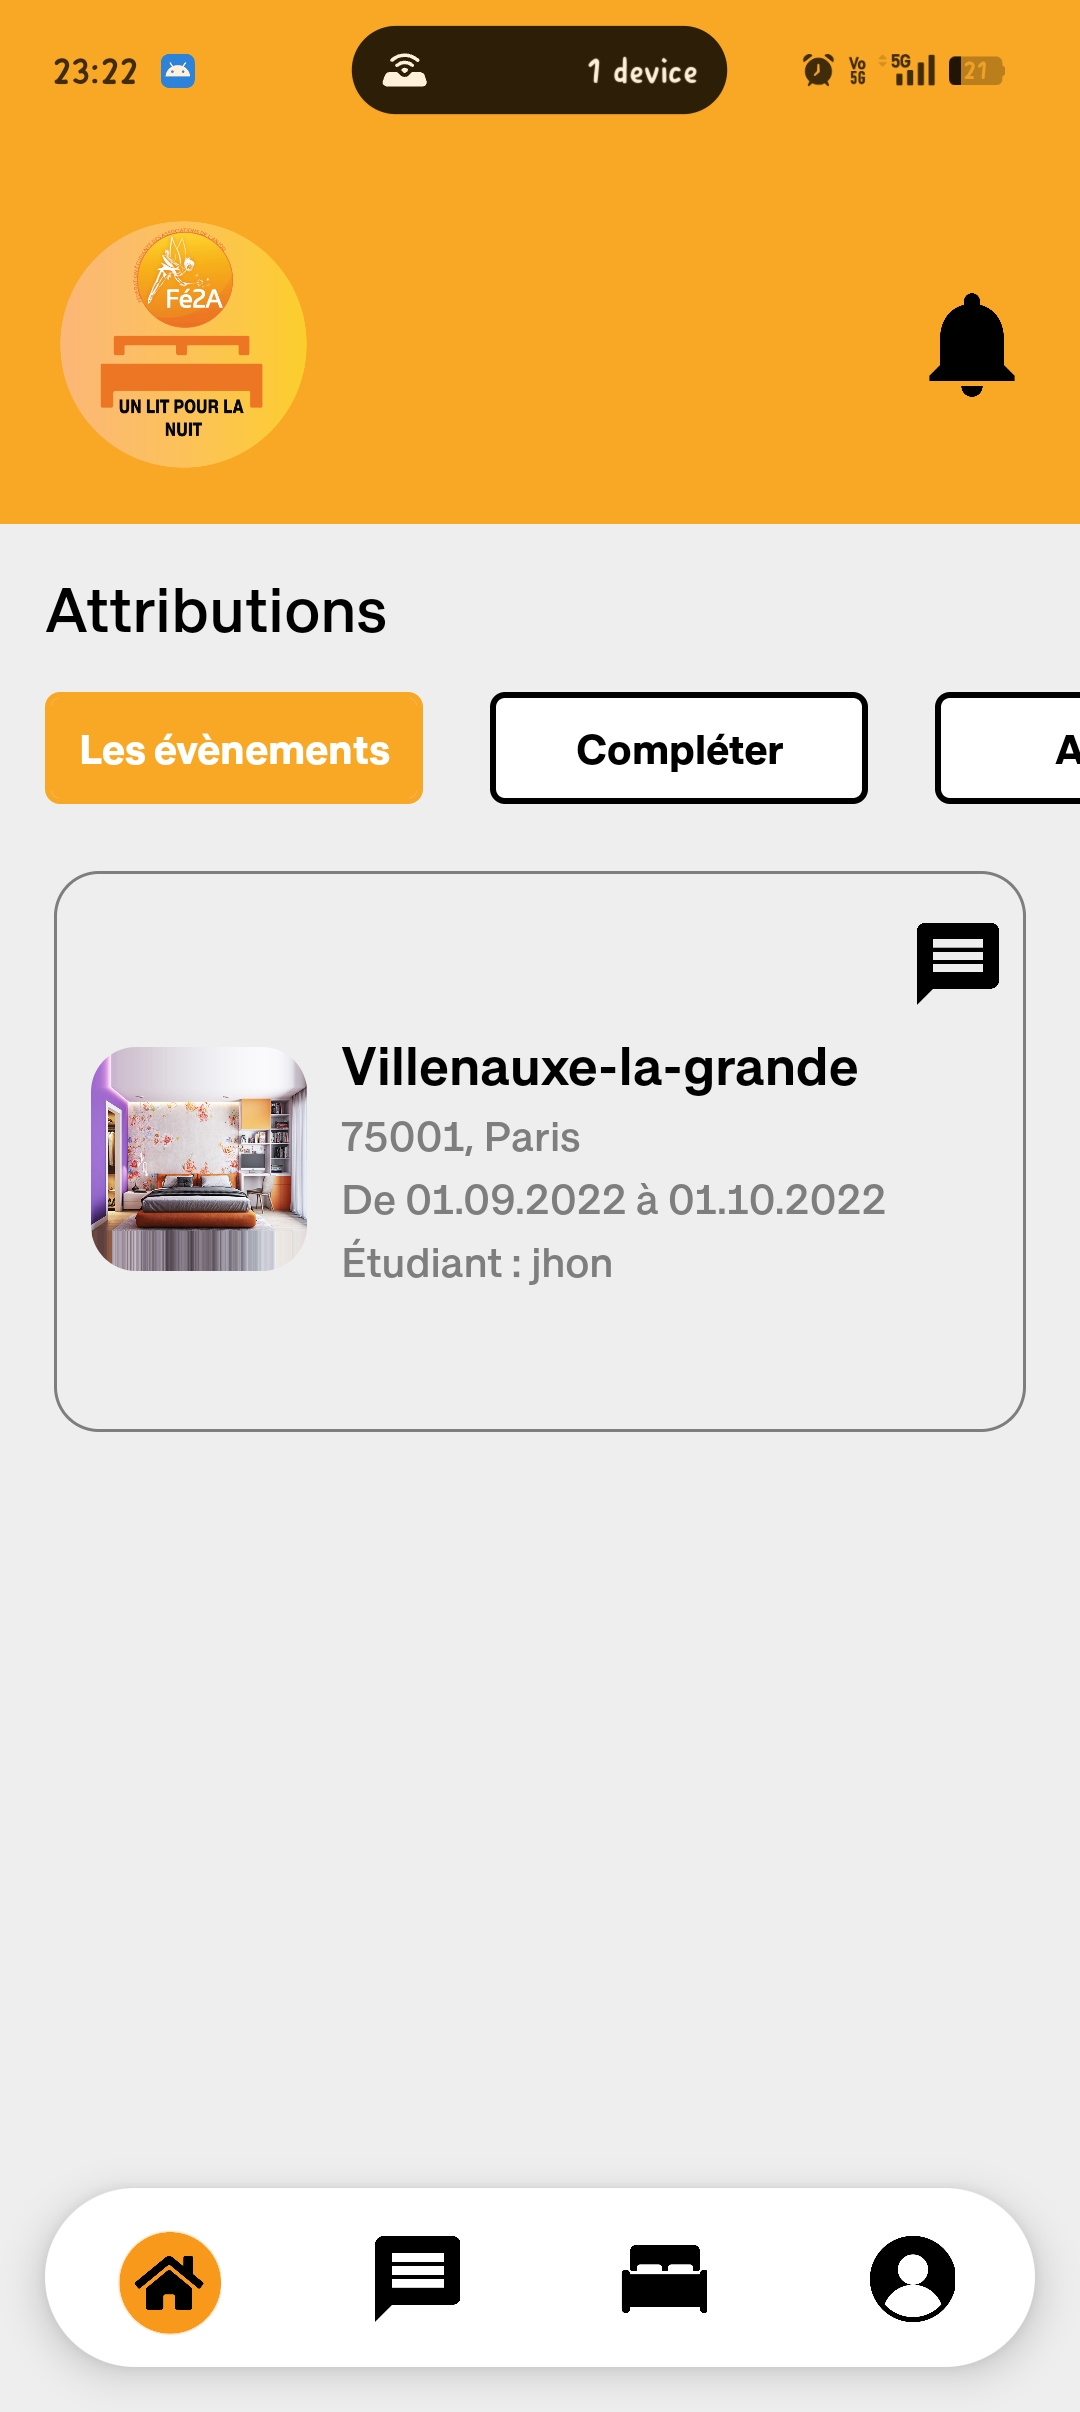 23:22
1 device
Vo
5G
5G
21
Fé2A
UN LIT POUR LA
NUIT
Attributions
Les évènements
Compléter
A
Villenauxe-la-grande
75001, Paris
De 01.09.2022 à 01.10.2022
Étudiant : jhon